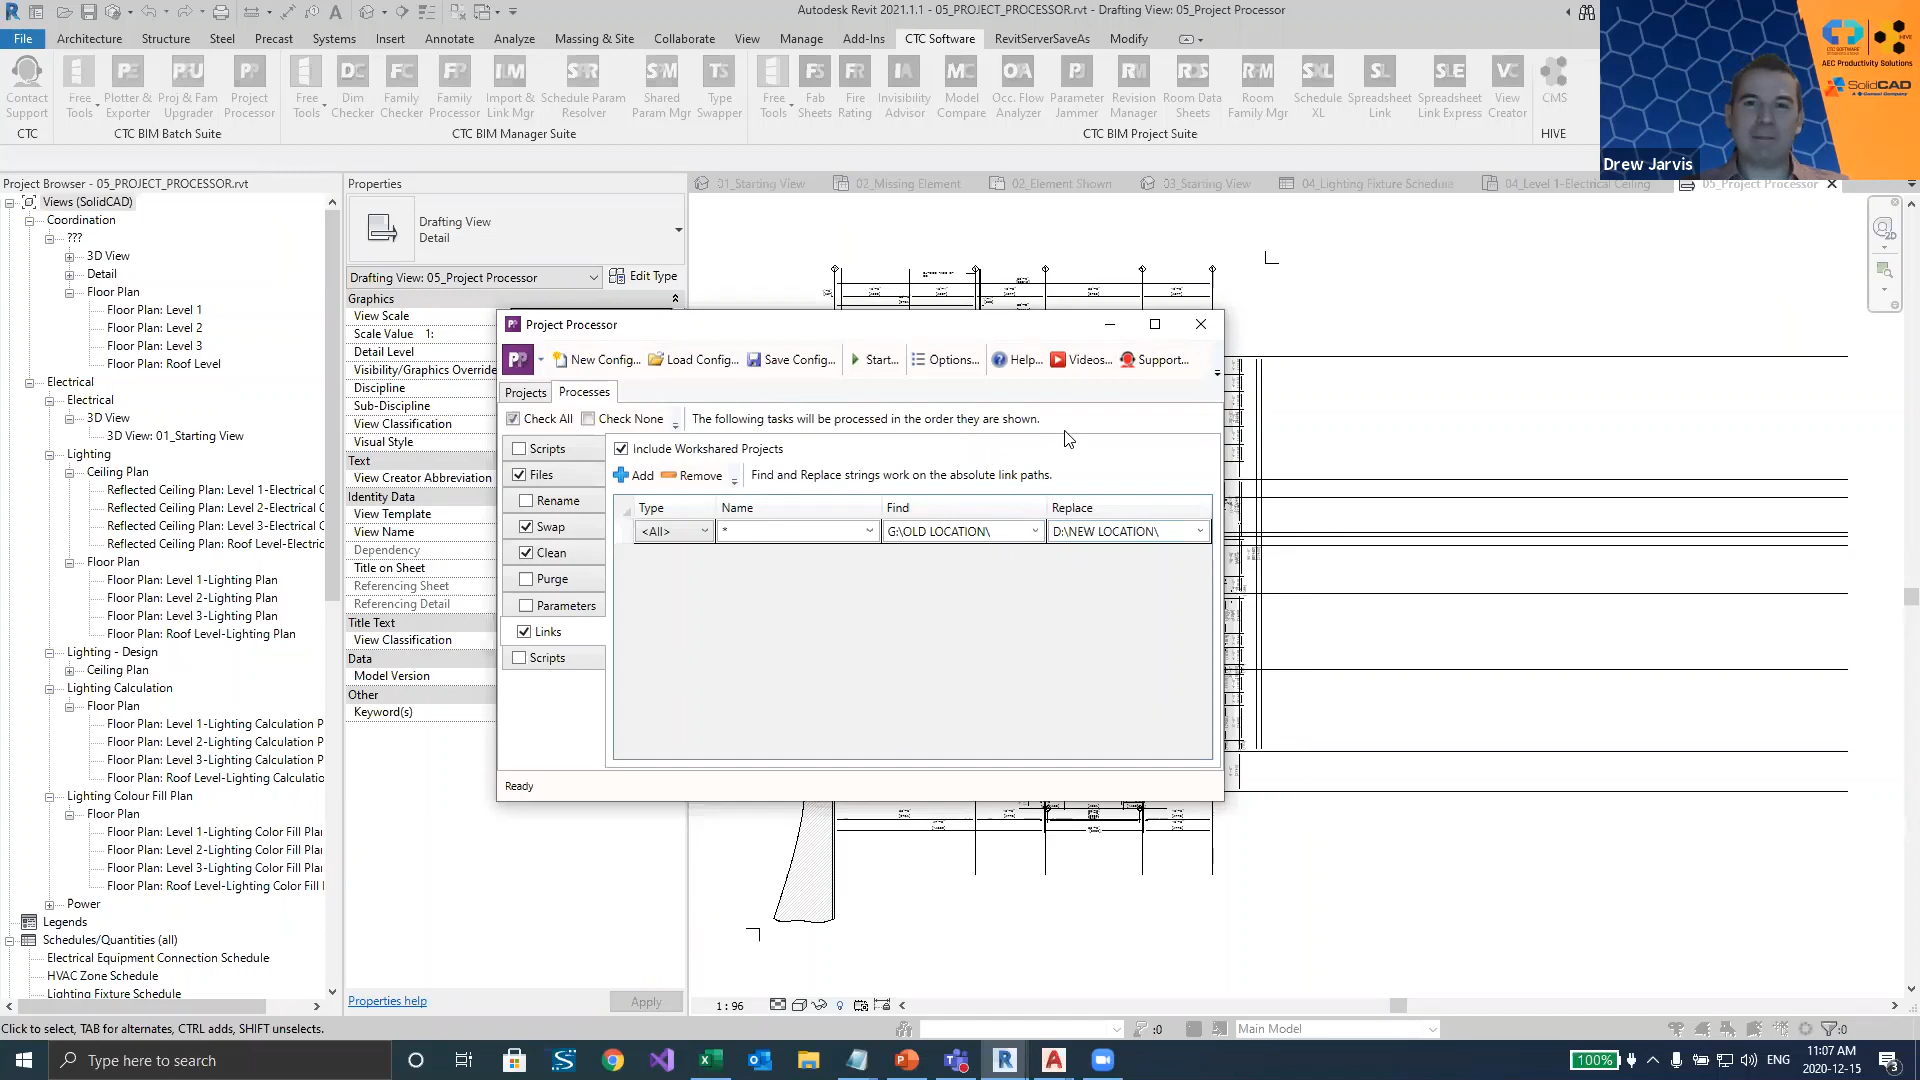 Autodesk Revit 2021.1.1 - 05_PROJECT_PROCESSOR.rvt - Drafting View: 05_Project Processor
File Architecture Structure Steel Precast Systems Insert Annotate Analyze Massing & Site Collaborate View Manage Add-Ins CTC Software RevitServerSaveAs Modify
Contact Support
Free Tools
Plotter & Exporter
Proj & Fam Upgrader
Project Processor
Free Tools
Dim Checker
Family Checker
Family Processor
Import & Link Mgr
Schedule Param Resolver
Shared Param Mgr
Type Swapper
Free Tools
Fab Sheets
Fire Rating
Invisibility Advisor
Model Compare
Occ. Flow Analyzer
Parameter Jammer
Revision Manager
Room Data Sheets
Room Family Mgr
Schedule XL
Spreadsheet Link
Spreadsheet Link Express
View Creator
CMS
CTC CTC BIM Batch Suite CTC BIM Manager Suite CTC BIM Project Suite HIVE
CTC SOFTWARE
HIVE
AEC Productivity Solutions
SolidCAD
Drew Jarvis
Project Browser - 05_PROJECT_PROCESSOR.rvt
Views (SolidCAD)
Coordination
???
3D View
Detail
Floor Plan
Floor Plan: Level 1
Floor Plan: Level 2
Floor Plan: Level 3
Floor Plan: Roof Level
Electrical
Electrical
3D View
3D View: 01_Starting View
Lighting
Ceiling Plan
Reflected Ceiling Plan: Level 1-Electrical C
Reflected Ceiling Plan: Level 2-Electrical C
Reflected Ceiling Plan: Level 3-Electrical C
Reflected Ceiling Plan: Roof Level-Electric
Floor Plan
Floor Plan: Level 1-Lighting Plan
Floor Plan: Level 2-Lighting Plan
Floor Plan: Level 3-Lighting Plan
Floor Plan: Roof Level-Lighting Plan
Lighting - Design
Ceiling Plan
Lighting Calculation
Floor Plan
Floor Plan: Level 1-Lighting Calculation P
Floor Plan: Level 2-Lighting Calculation P
Floor Plan: Level 3-Lighting Calculation P
Floor Plan: Roof Level-Lighting Calculatio
Lighting Colour Fill Plan
Floor Plan
Floor Plan: Level 1-Lighting Color Fill Pla
Floor Plan: Level 2-Lighting Color Fill Pla
Floor Plan: Level 3-Lighting Color Fill Pla
Floor Plan: Roof Level-Lighting Color Fill
Power
Legends
Schedules/Quantities (all)
Electrical Equipment Connection Schedule
HVAC Zone Schedule
Lighting Fixture Schedule
Properties
Drafting View
Detail
Drafting View: 05_Project Processor Edit Type
Graphics
View Scale
Scale Value 1:
Detail Level
Visibility/Graphics Override
Discipline
Sub-Discipline
View Classification
Visual Style
Text
View Creator Abbreviation
Identity Data
View Template
View Name
Dependency
Title on Sheet
Referencing Sheet
Referencing Detail
Title Text
View Classification
Data
Model Version
Other
Keyword(s)
Properties help Apply
01_Starting View 02_Missing Element 02_Element Shown 03_Starting View 04_Lighting Fixture Schedule 04_Level 1-Electrical Ceiling 05_Project Processor
Project Processor
PP New Config... Load Config... Save Config... Start... Options... Help... Videos... Support...
Projects Processes
Check All Check None The following tasks will be processed in the order they are shown.
Scripts
Files
Rename
Swap
Clean
Purge
Parameters
Links
Scripts
Include Workshared Projects
Add Remove Find and Replace strings work on the absolute link paths.
Type Name Find Replace
<All> * G:\OLD LOCATION\ D:\NEW LOCATION\
Ready
1 : 96
Click to select, TAB for alternates, CTRL adds, SHIFT unselects.
:0 Main Model :0
Type here to search
100% ENG 11:07 AM
2020-12-15
3